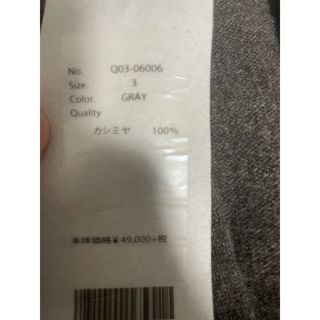 No. Q03-06006
Size. 3
Color. GRAY
Quality
カシミヤ 100%
本体価格¥49,000+税